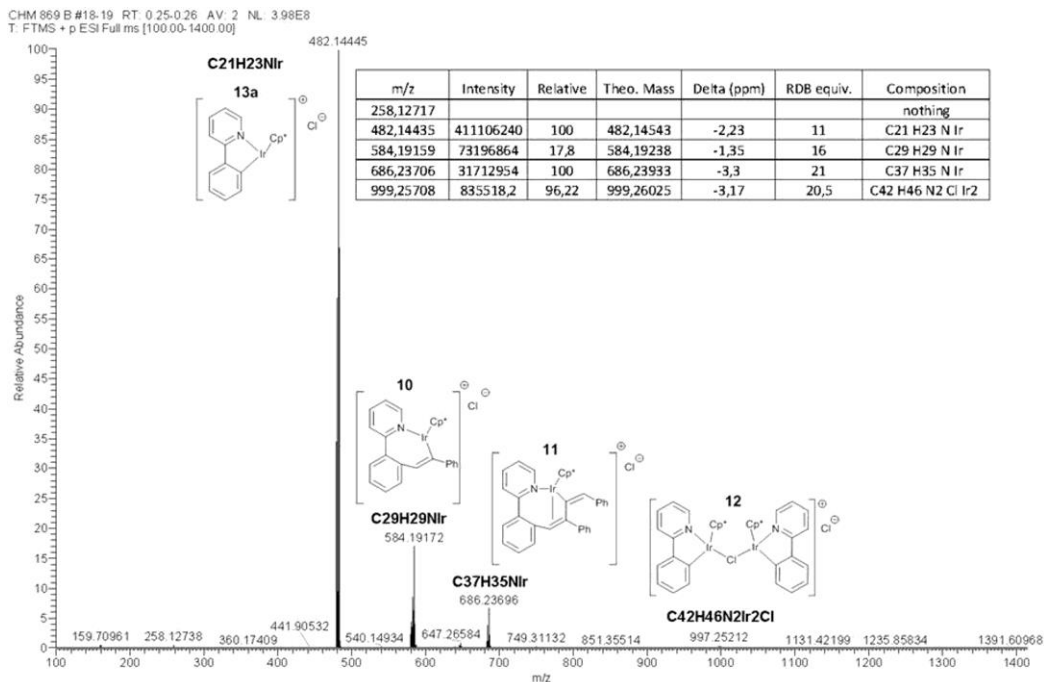 CHM 869 B #18-19 RT: 0.25-0.26 AV: 2 NL: 3.98E8
T: FTMS + p ESI Full ms [100.00-1400.00]
482.14445
C21H23NIr
13a
N
Cp*
Ir
⊕
Cl ⊖
m/z Intensity Relative Theo. Mass Delta (ppm) RDB equiv. Composition
258,12717 nothing
482,14435 411106240 100 482,14543 -2,23 11 C21 H23 N Ir
584,19159 73196864 17,8 584,19238 -1,35 16 C29 H29 N Ir
686,23706 31712954 100 686,23933 -3,3 21 C37 H35 N Ir
999,25708 835518,2 96,22 999,26025 -3,17 20,5 C42 H46 N2 Cl Ir2
Relative Abundance
100
95
90
85
80
75
70
65
60
55
50
45
40
35
30
25
20
15
10
5
0
10
N
Cp*
Ir
Ph
⊕ ⊖
Cl
C29H29NIr
584.19172
11
Cp*
N Ir
Ph
Ph
⊕
Cl ⊖
C37H35NIr
686.23696
12
Cp* Cp*
N Ir Cl Ir N
⊕
Cl ⊖
C42H46N2Ir2Cl
159.70961 258.12738 360.17409 441.90532 540.14934 647.26584 749.31132 851.35514 997.25212 1131.42199 1235.85834 1391.60968
100 200 300 400 500 600 700 800 900 1000 1100 1200 1300 1400
m/z